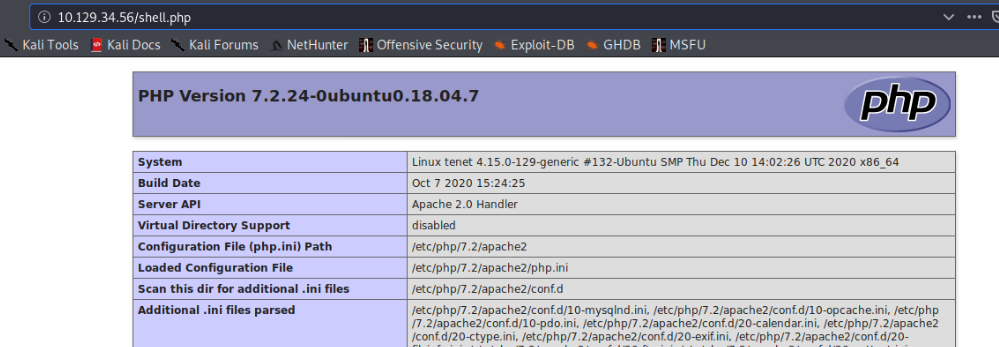 10.129.34.56/shell.php
Kali Tools Kali Docs Kali Forums NetHunter Offensive Security Exploit-DB GHDB MSFU
PHP Version 7.2.24-0ubuntu0.18.04.7
php
System Linux tenet 4.15.0-129-generic #132-Ubuntu SMP Thu Dec 10 14:02:26 UTC 2020 x86_64
Build Date Oct 7 2020 15:24:25
Server API Apache 2.0 Handler
Virtual Directory Support disabled
Configuration File (php.ini) Path /etc/php/7.2/apache2
Loaded Configuration File /etc/php/7.2/apache2/php.ini
Scan this dir for additional .ini files /etc/php/7.2/apache2/conf.d
Additional .ini files parsed /etc/php/7.2/apache2/conf.d/10-mysqlnd.ini, /etc/php/7.2/apache2/conf.d/10-opcache.ini, /etc/php
/7.2/apache2/conf.d/10-pdo.ini, /etc/php/7.2/apache2/conf.d/20-calendar.ini, /etc/php/7.2/apache2
/conf.d/20-ctype.ini, /etc/php/7.2/apache2/conf.d/20-exif.ini, /etc/php/7.2/apache2/conf.d/20-